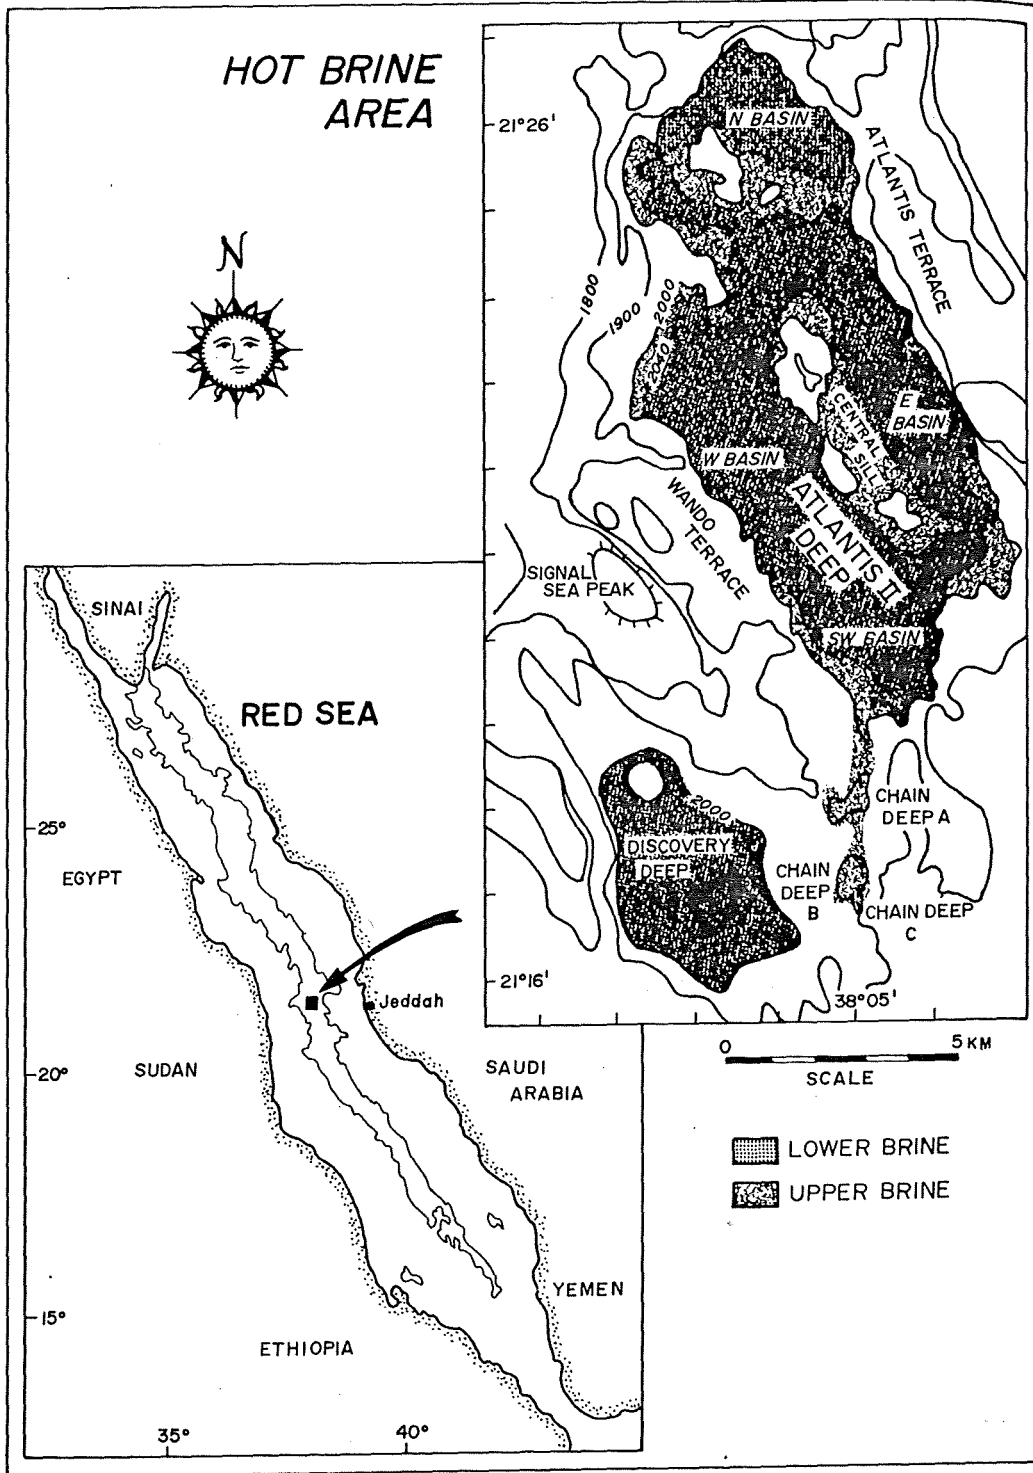 HOT BRINE
AREA
N
21°26'
N BASIN
ATLANTIS TERRACE
1800
1900
2000
2040
E
BASIN
CENTRAL
SILL
W BASIN
ATLANTIS II
DEEP
WANDO
TERRACE
SIGNAL
SEA PEAK
SW BASIN
2000
CHAIN
DEEP A
DISCOVERY
DEEP
CHAIN
DEEP
B
CHAIN DEEP
C
21°16'
38°05'
0
5 KM
SCALE
LOWER BRINE
UPPER BRINE
SINAI
RED SEA
25°
EGYPT
Jeddah
20°
SUDAN
SAUDI
ARABIA
YEMEN
15°
ETHIOPIA
35°
40°